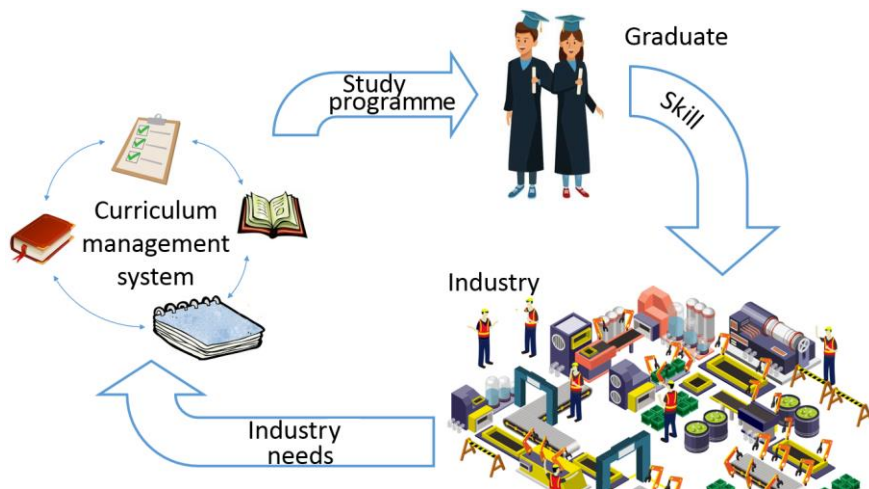 Graduate
Study
programme
Skill
Curriculum
management
system
Industry
Industry
needs